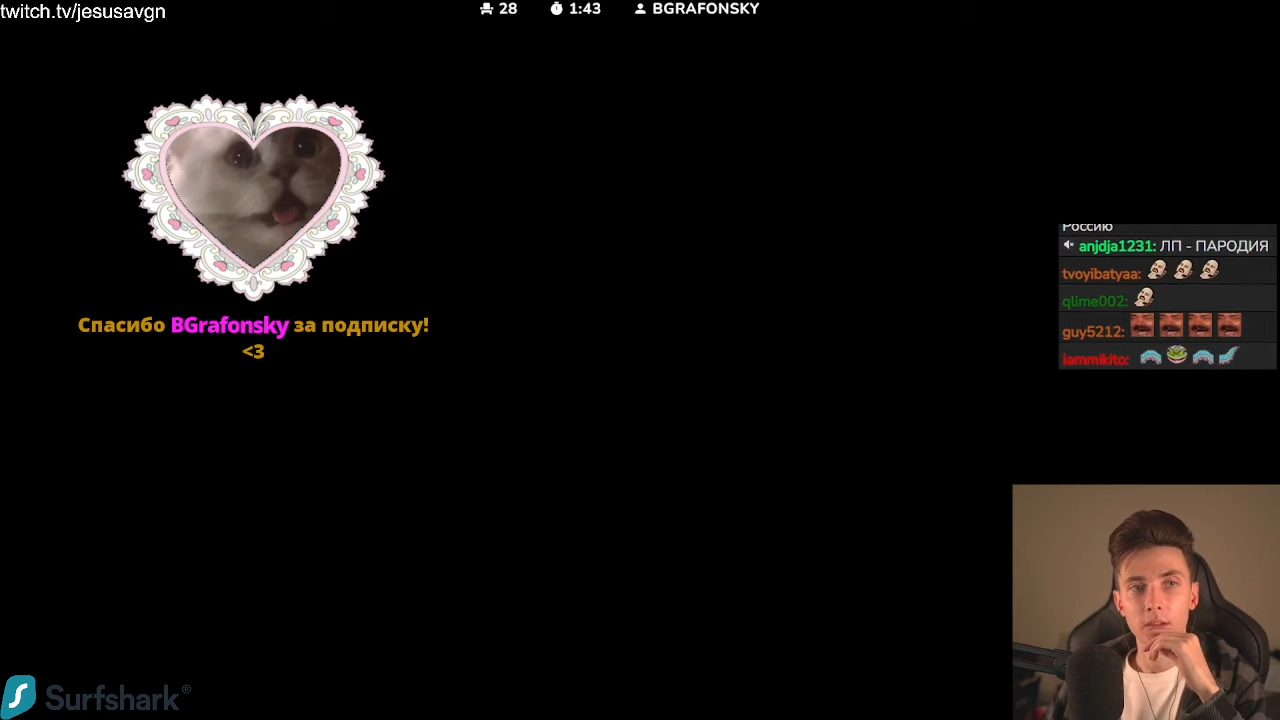 twitch.tv/jesusavgn
28 1:43 BGRAFONSKY
Спасибо BGrafonsky за подписку!
<3
Россию
anjdja1231: ЛП - ПАРОДИЯ
tvoyibatyaa:
qlime002:
guy5212:
iammikito:
Surfshark®